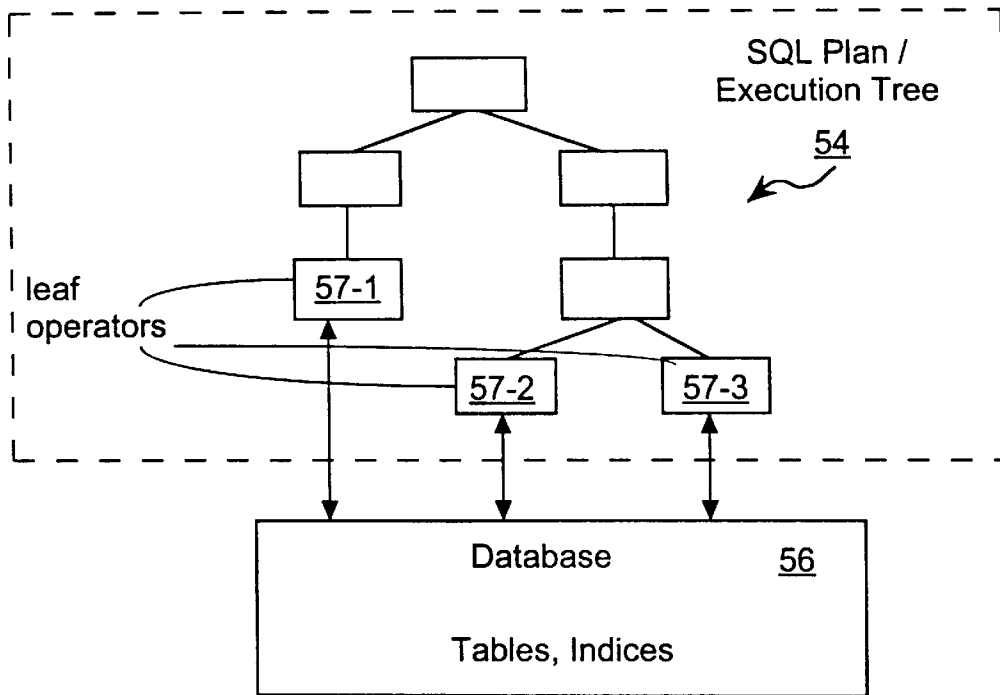 SQL Plan /
Execution Tree
54
leaf
operators
57-1
57-2
57-3
Database
56
Tables, Indices